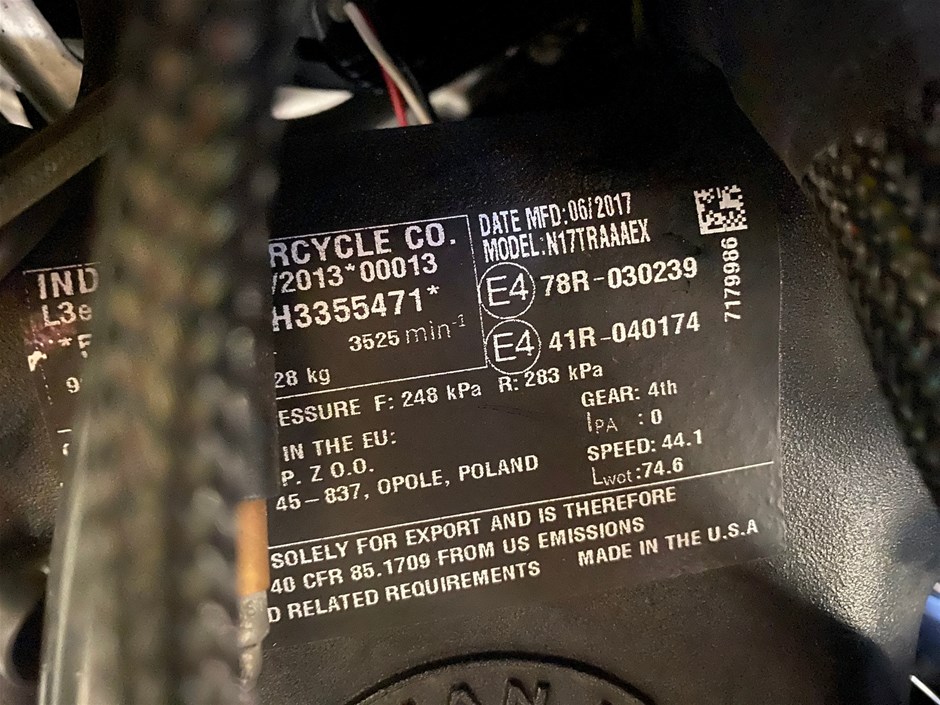 IND RCYCLE CO.
L3e /2013*00013
H3355471*
3525 min-1
28 kg
DATE MFD:06/2017
MODEL:N17TRAAAEX
E4 78R-030239
E4 41R-040174
7179986
ESSURE F: 248 kPa R: 283 kPa
GEAR: 4th
IPA : 0
SPEED: 44.1
Lwot:74.6
IN THE EU:
P. Z O.O.
45-837, OPOLE, POLAND
SOLELY FOR EXPORT AND IS THEREFORE
40 CFR 85.1709 FROM US EMISSIONS
D RELATED REQUIREMENTS MADE IN THE U.S.A
IAN